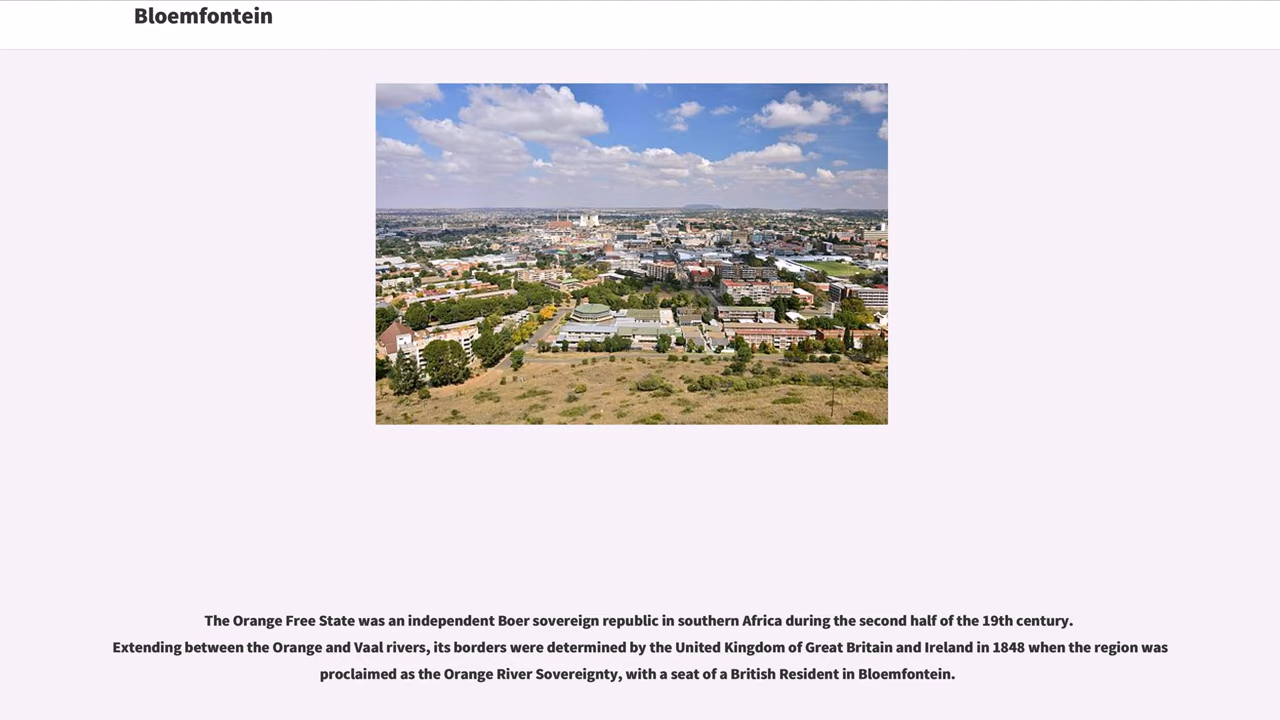 Bloemfontein
The Orange Free State was an independent Boer sovereign republic in southern Africa during the second half of the 19th century.
Extending between the Orange and Vaal rivers, its borders were determined by the United Kingdom of Great Britain and Ireland in 1848 when the region was
proclaimed as the Orange River Sovereignty, with a seat of a British Resident in Bloemfontein.